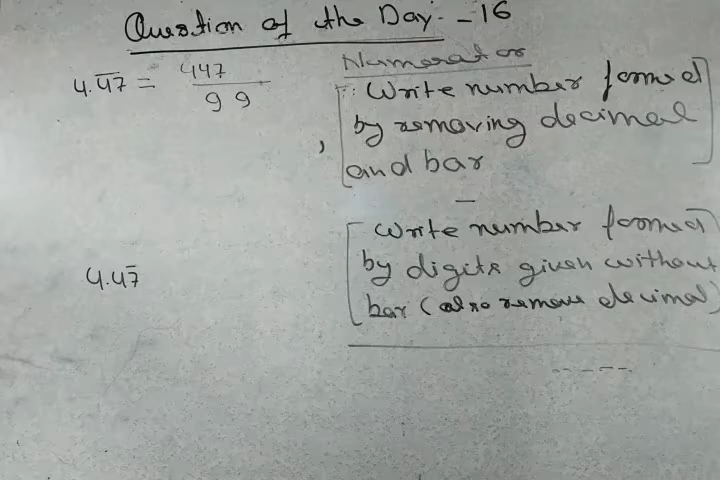 Question of the Day - 16
4.4̅7̅ = 447
99
Numerator
Write number formed
by removing decimal
,
and bar
—
Write number formed
by digits given without
4.47̅
bar (also remove decimal)
-----